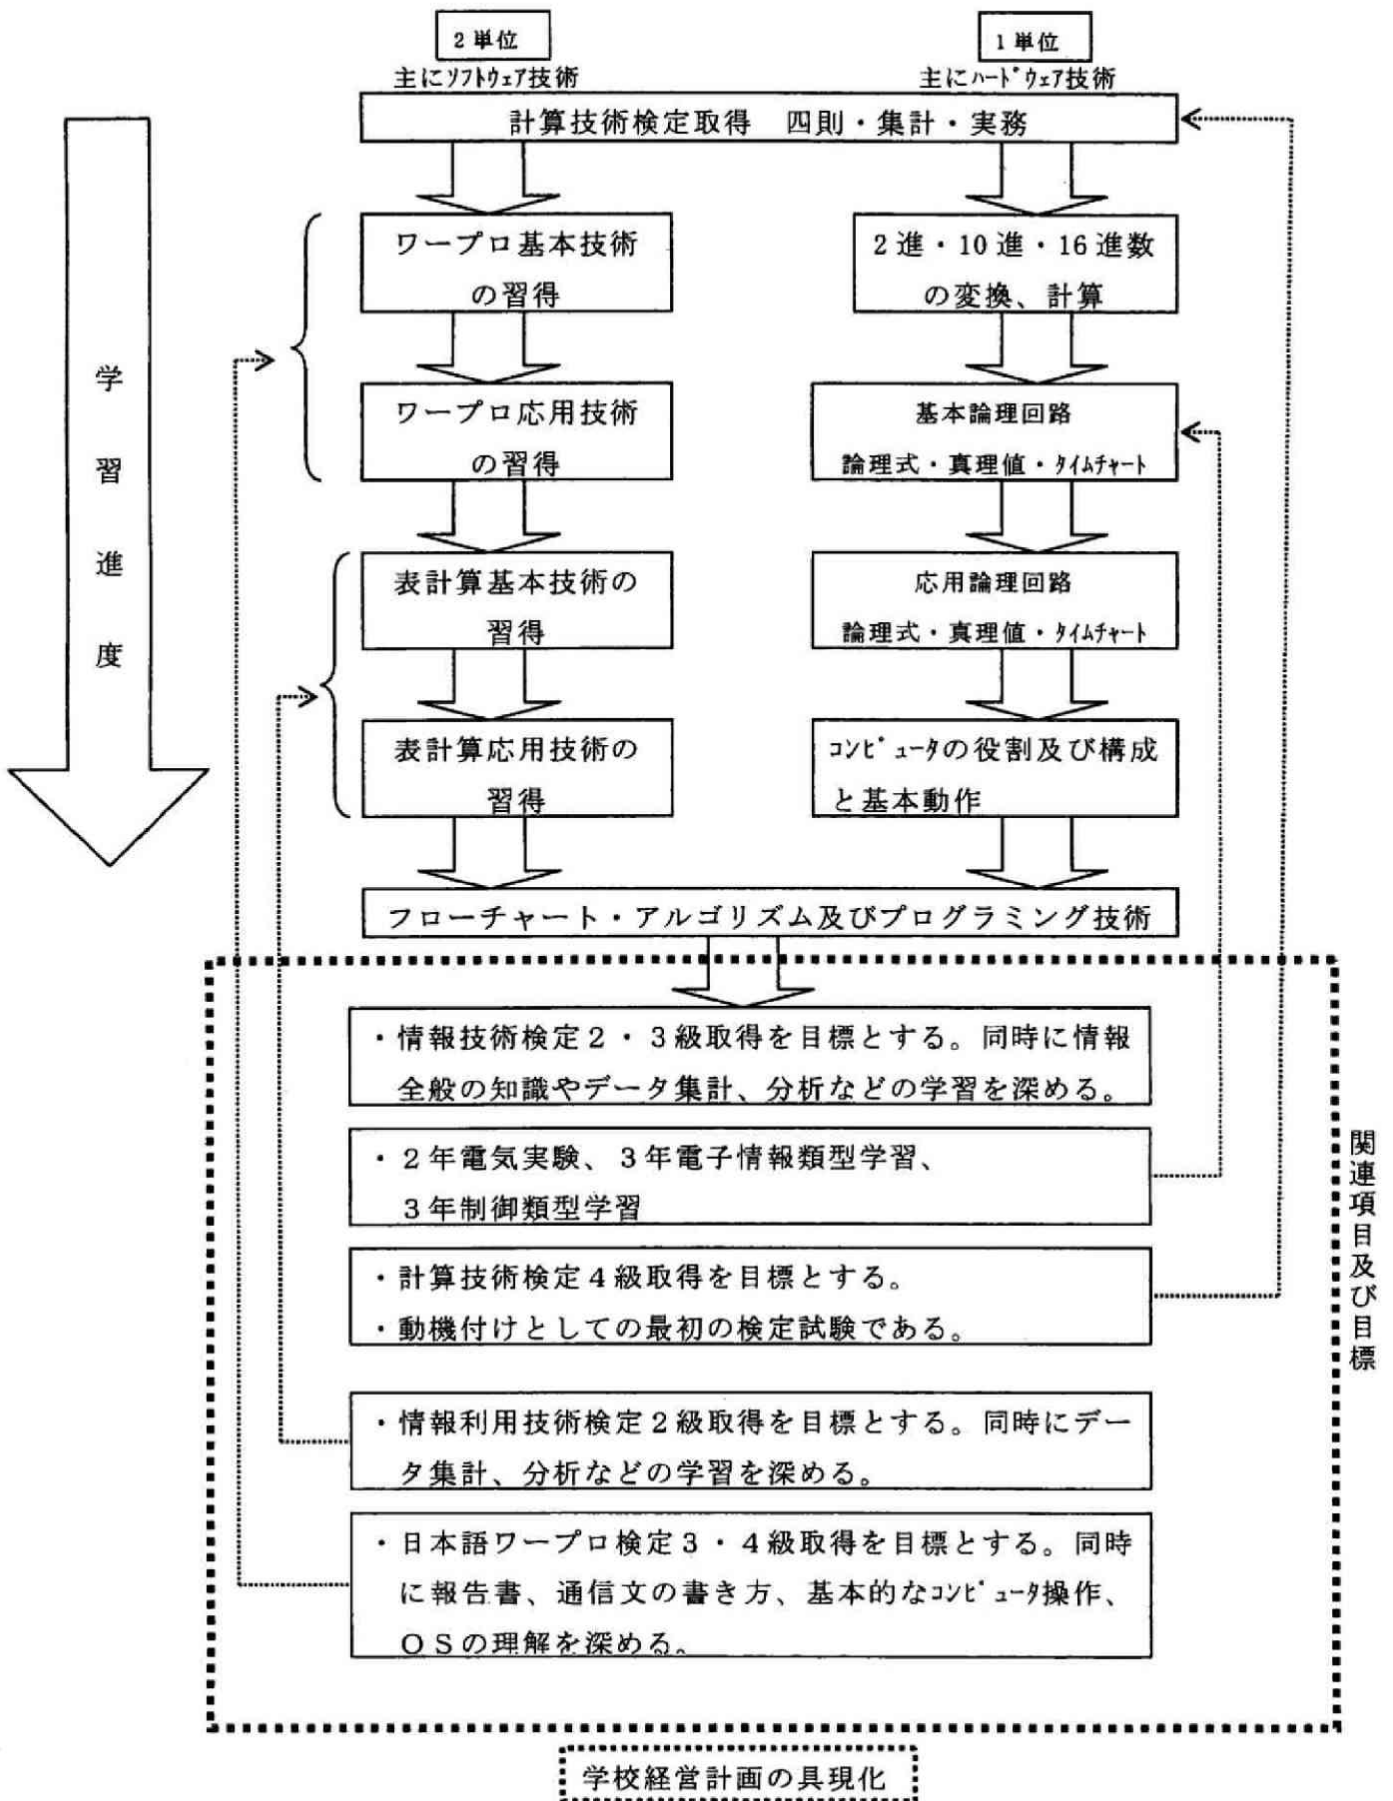 2単位
1単位
主にソフトウェア技術
主にハードウェア技術
計算技術検定取得　四則・集計・実務
ワープロ基本技術
の習得
2進・10進・16進数
の変換、計算
ワープロ応用技術
の習得
基本論理回路
論理式・真理値・タイムチャート
表計算基本技術の
習得
応用論理回路
論理式・真理値・タイムチャート
表計算応用技術の
習得
コンピュータの役割及び構成
と基本動作
フローチャート・アルゴリズム及びプログラミング技術
学習進度
・情報技術検定2・3級取得を目標とする。同時に情報
全般の知識やデータ集計、分析などの学習を深める。
・2年電気実験、3年電子情報類型学習、
3年制御類型学習
・計算技術検定4級取得を目標とする。
・動機付けとしての最初の検定試験である。
・情報利用技術検定2級取得を目標とする。同時にデー
タ集計、分析などの学習を深める。
・日本語ワープロ検定3・4級取得を目標とする。同時
に報告書、通信文の書き方、基本的なコンピュータ操作、
OSの理解を深める。
関連項目及び目標
学校経営計画の具現化